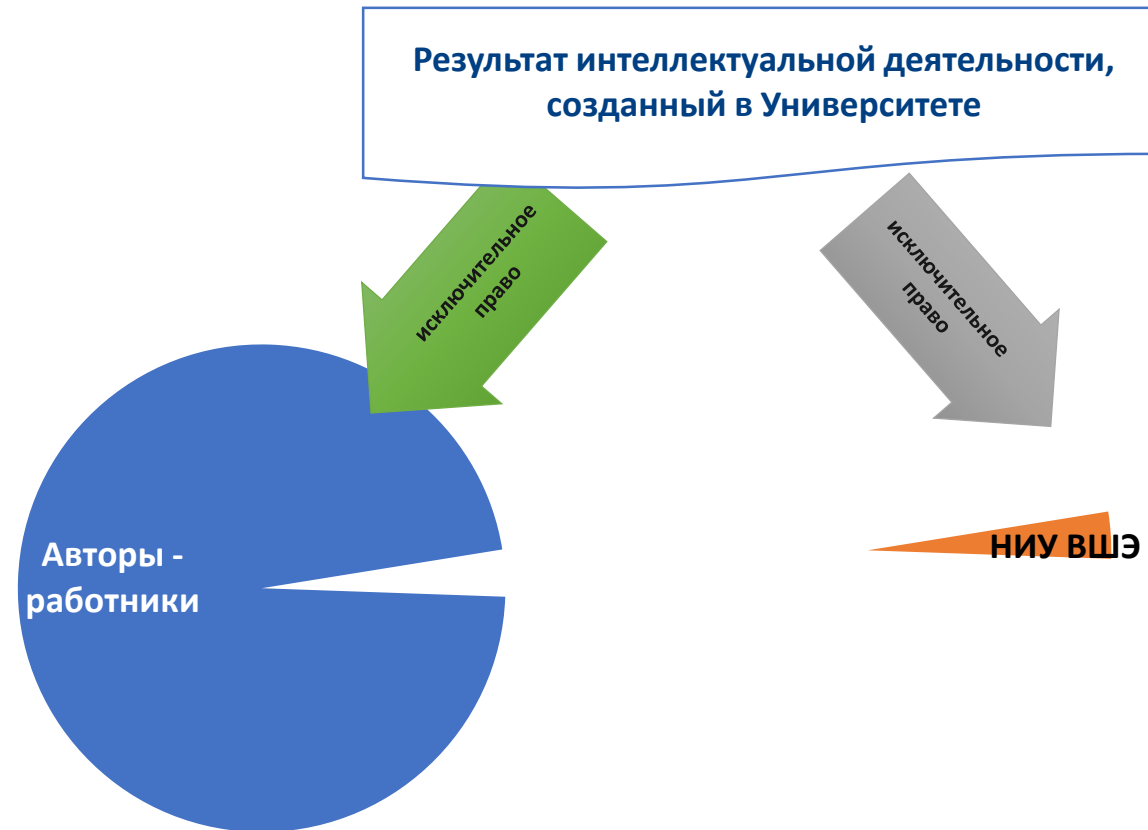 Результат интеллектуальной деятельности,
созданный в Университете
исключительное
право
исключительное
право
Авторы -
работники
НИУ ВШЭ